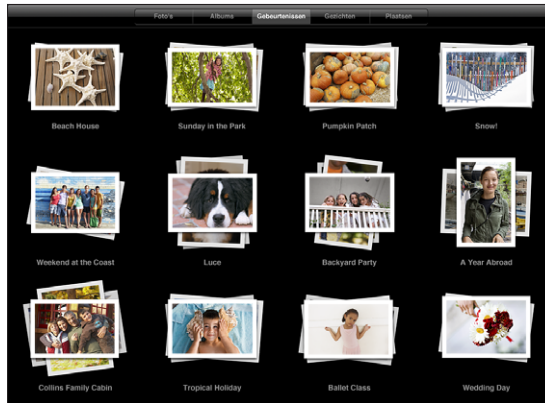 Foto's Albums Gebeurtenissen Gezichten Plaatsen
Beach House Sunday in the Park Pumpkin Patch Snow!
Weekend at the Coast Luce Backyard Party A Year Abroad
Collins Family Cabin Tropical Holiday Ballet Class Wedding Day